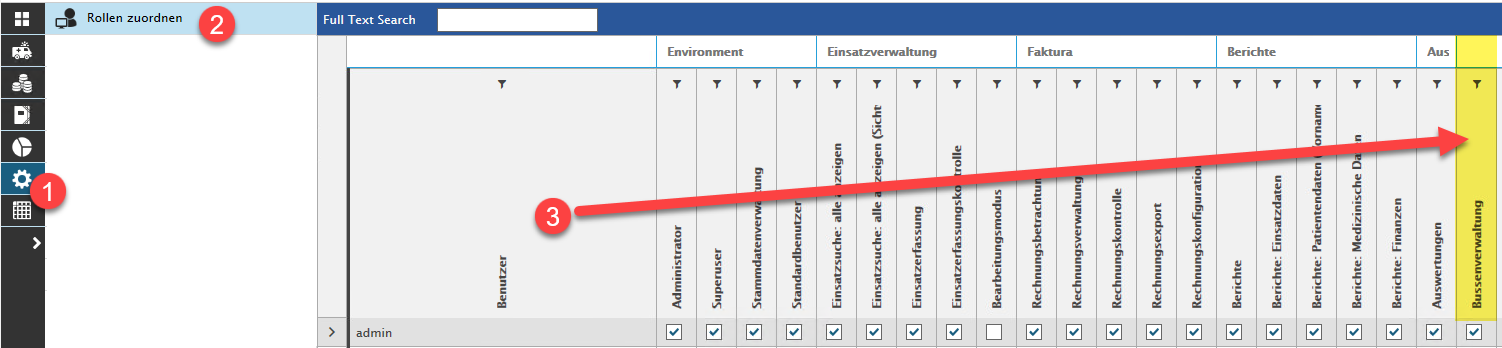 Rollen zuordnen
2
Full Text Search
Environment
Einsatzverwaltung
Faktura
Berichte
Aus
Benutzer
Administrator
Superuser
Stammdatenverwaltung
Standardbenutzer
Einsatzsuche: alle anzeigen
Einsatzsuche: alle anzeigen (Sicht
Einsatzerfassung
Einsatzerfassungskontrolle
Bearbeitungsmodus
Rechnungsbetrachtung
Rechnungsverwaltung
Rechnungskontrolle
Rechnungsexport
Rechnungskonfiguration
Berichte
Berichte: Einsatzdaten
Berichte: Patientendaten (Vorname
Berichte: Medizinische Daten
Berichte: Finanzen
Auswertungen
Bussenverwaltung
1
3
admin